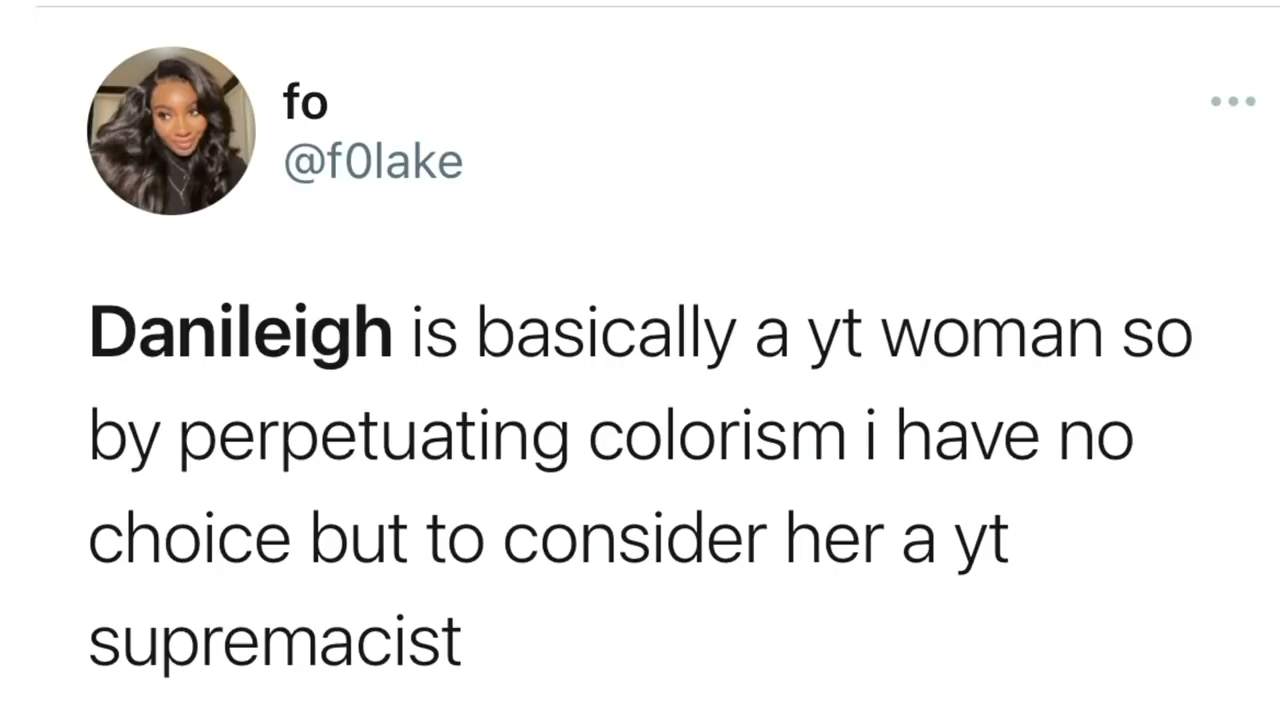 fo
@f0lake
Danileigh is basically a yt woman so
by perpetuating colorism i have no
choice but to consider her a yt
supremacist